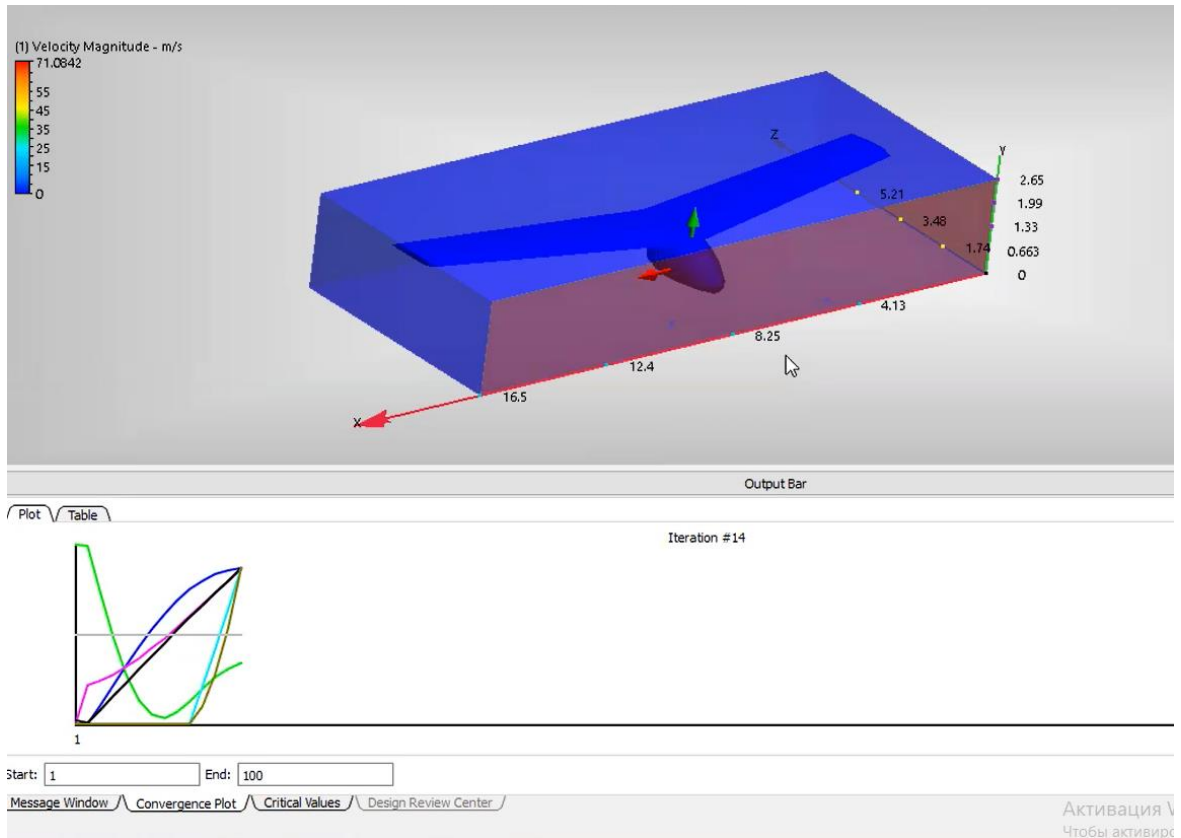 (1) Velocity Magnitude - m/s
71.0842
55
45
35
25
15
0
Z
Y
2.65
5.21
1.99
3.48
1.33
1.74
0.663
0
4.13
8.25
12.4
16.5
X
Output Bar
Plot
Table
Iteration #14
1
Start: 1
End: 100
Message Window
Convergence Plot
Critical Values
Design Review Center
Активация